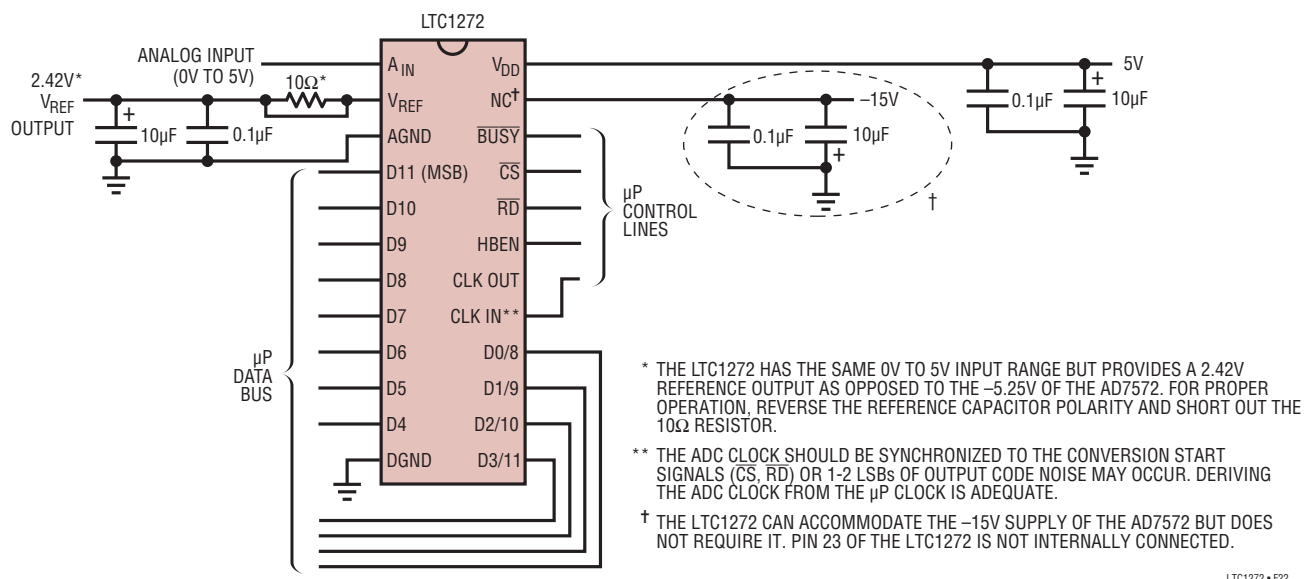 LTC1272
ANALOG INPUT
(0V TO 5V)
2.42V*
VREF
OUTPUT
10Ω*
+
10µF
0.1µF
AIN
VREF
AGND
D11 (MSB)
D10
D9
D8
D7
D6
D5
D4
DGND
VDD
NC†
BUSY
CS
RD
HBEN
CLK OUT
CLK IN**
D0/8
D1/9
D2/10
D3/11
µP
DATA
BUS
µP
CONTROL
LINES
–15V
0.1µF
10µF
+
†
5V
0.1µF
+
10µF
* THE LTC1272 HAS THE SAME 0V TO 5V INPUT RANGE BUT PROVIDES A 2.42V
REFERENCE OUTPUT AS OPPOSED TO THE –5.25V OF THE AD7572. FOR PROPER
OPERATION, REVERSE THE REFERENCE CAPACITOR POLARITY AND SHORT OUT THE
10Ω RESISTOR.
** THE ADC CLOCK SHOULD BE SYNCHRONIZED TO THE CONVERSION START
SIGNALS (CS, RD) OR 1-2 LSBs OF OUTPUT CODE NOISE MAY OCCUR. DERIVING
THE ADC CLOCK FROM THE µP CLOCK IS ADEQUATE.
† THE LTC1272 CAN ACCOMMODATE THE –15V SUPPLY OF THE AD7572 BUT DOES
NOT REQUIRE IT. PIN 23 OF THE LTC1272 IS NOT INTERNALLY CONNECTED.
LTC1272 • F22